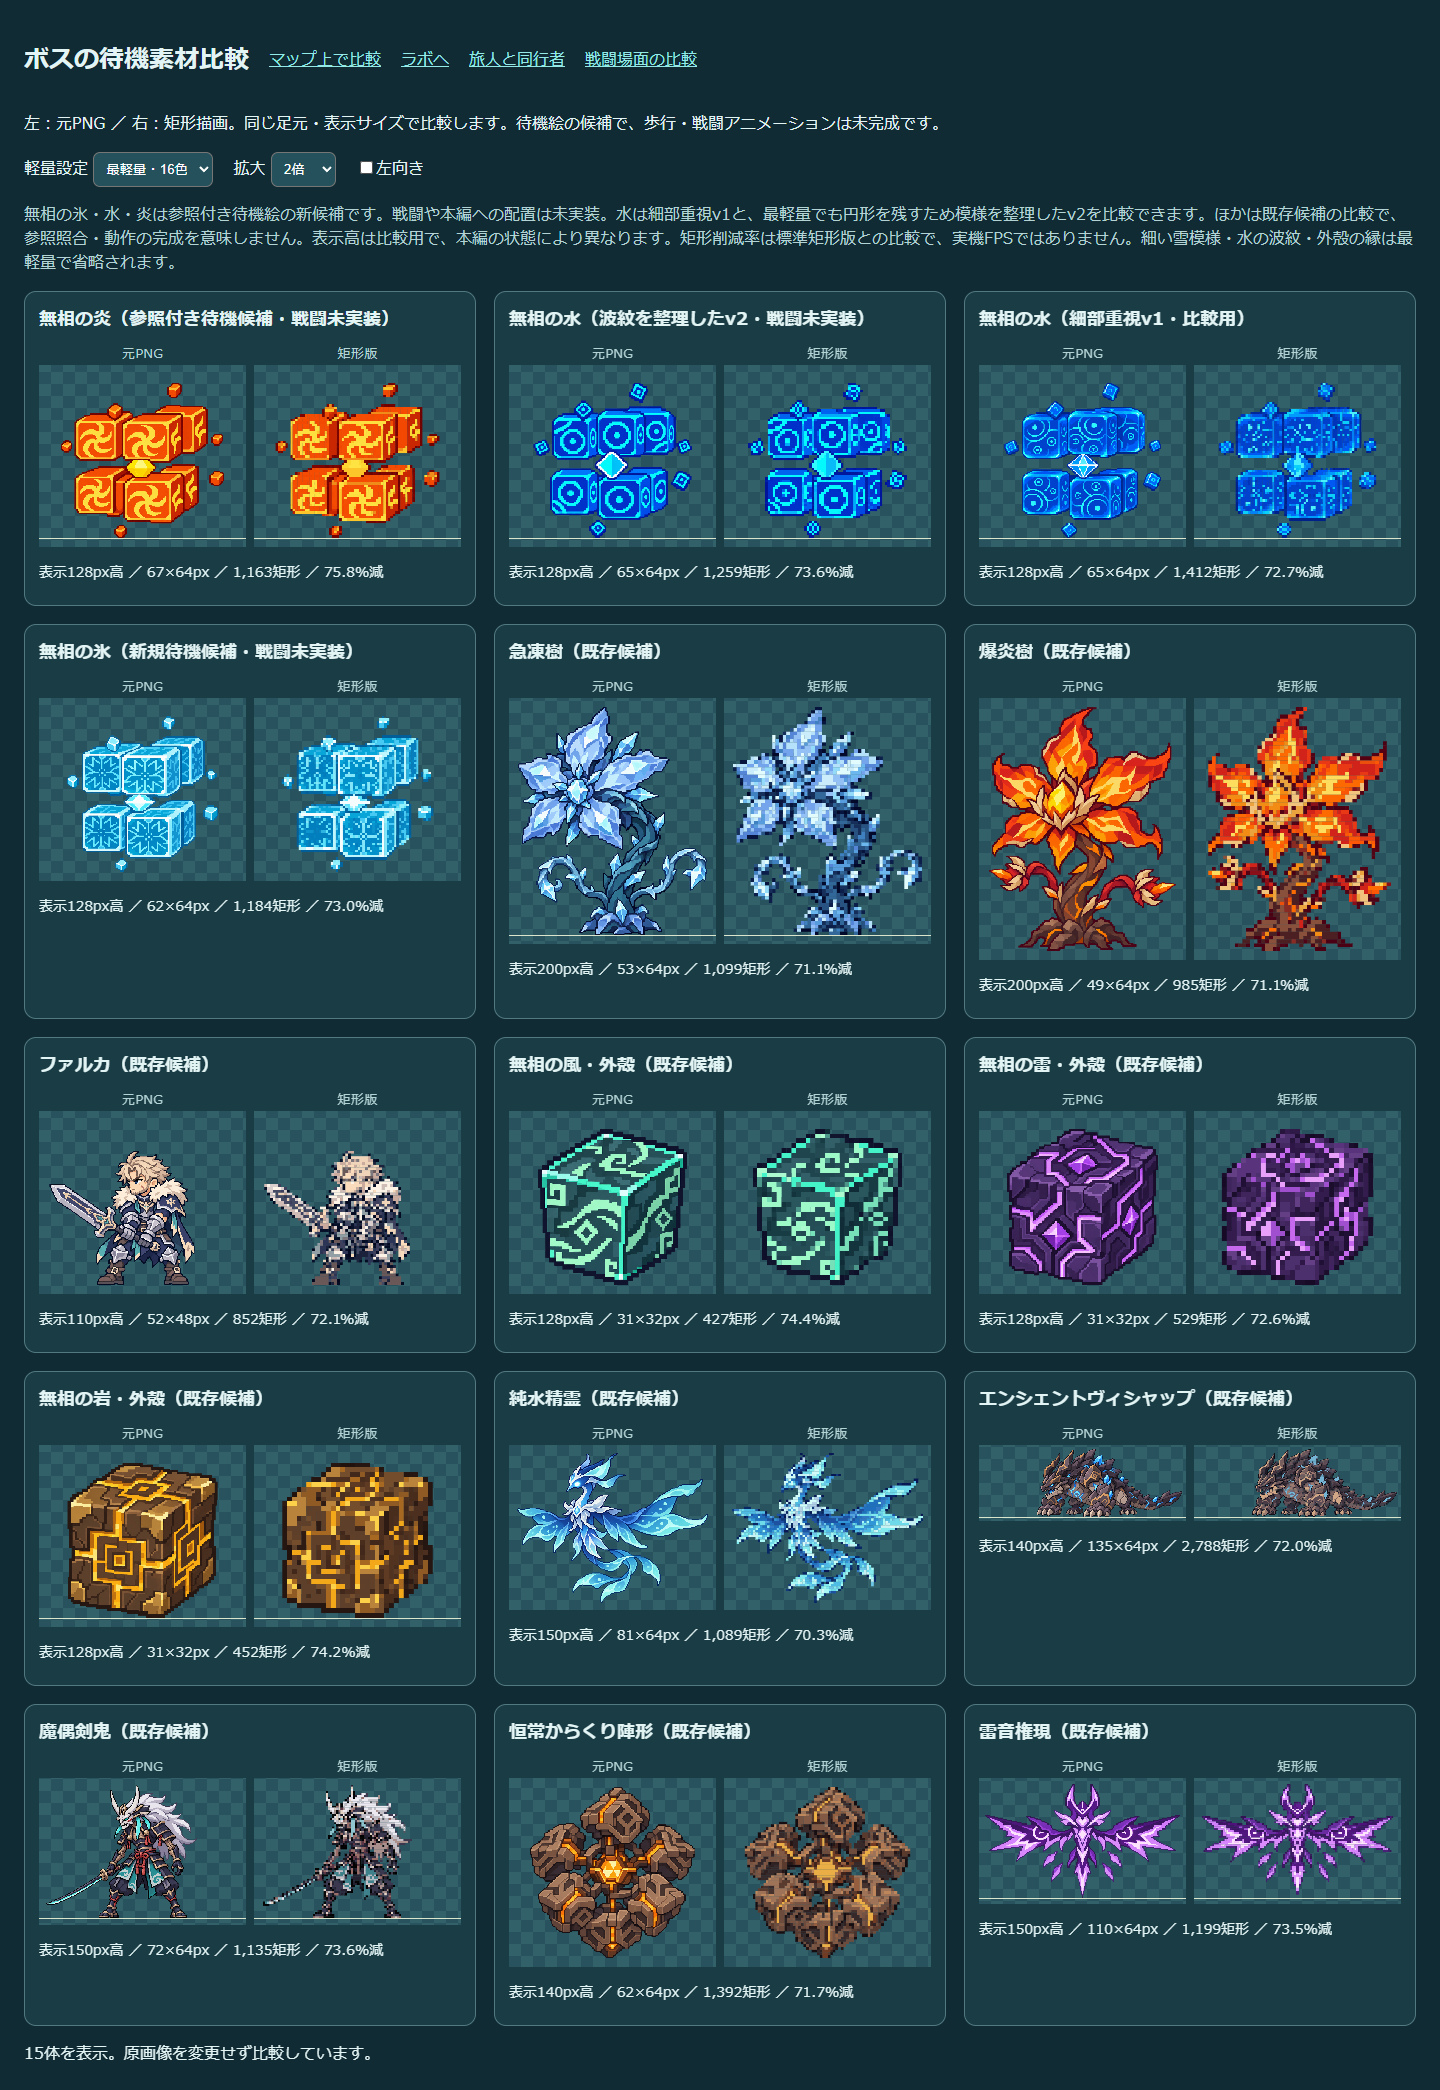 ボスの待機素材比較 マップ上で比較 ラボへ 旅人と同行者 戦闘場面の比較
左：元PNG ／ 右：矩形描画。同じ足元・表示サイズで比較します。待機絵の候補で、歩行・戦闘アニメーションは未完成です。
軽量設定 最軽量・16色 拡大 2倍 左向き
無相の氷・水・炎は参照付き待機絵の新候補です。戦闘や本編への配置は未実装。水は細部重視v1と、最軽量でも円形を残すため模様を整理したv2を比較できます。ほかは既存候補の比較で、
参照照合・動作の完成を意味しません。表示高は比較用で、本編の状態により異なります。矩形削減率は標準矩形版との比較で、実機FPSではありません。細い雪模様・水の波紋・外殻の縁は最
軽量で省略されます。
無相の炎（参照付き待機候補・戦闘未実装）
元PNG 矩形版
表示128px高 ／ 67×64px ／ 1,163矩形 ／ 75.8%減
無相の水（波紋を整理したv2・戦闘未実装）
元PNG 矩形版
表示128px高 ／ 65×64px ／ 1,259矩形 ／ 73.6%減
無相の水（細部重視v1・比較用）
元PNG 矩形版
表示128px高 ／ 65×64px ／ 1,412矩形 ／ 72.7%減
無相の氷（新規待機候補・戦闘未実装）
元PNG 矩形版
表示128px高 ／ 62×64px ／ 1,184矩形 ／ 73.0%減
急凍樹（既存候補）
元PNG 矩形版
表示200px高 ／ 53×64px ／ 1,099矩形 ／ 71.1%減
爆炎樹（既存候補）
元PNG 矩形版
表示200px高 ／ 49×64px ／ 985矩形 ／ 71.1%減
ファルカ（既存候補）
元PNG 矩形版
表示110px高 ／ 52×48px ／ 852矩形 ／ 72.1%減
無相の風・外殻（既存候補）
元PNG 矩形版
表示128px高 ／ 31×32px ／ 427矩形 ／ 74.4%減
無相の雷・外殻（既存候補）
元PNG 矩形版
表示128px高 ／ 31×32px ／ 529矩形 ／ 72.6%減
無相の岩・外殻（既存候補）
元PNG 矩形版
表示128px高 ／ 31×32px ／ 452矩形 ／ 74.2%減
純水精霊（既存候補）
元PNG 矩形版
表示150px高 ／ 81×64px ／ 1,089矩形 ／ 70.3%減
エンシェントヴィシャップ（既存候補）
元PNG 矩形版
表示140px高 ／ 135×64px ／ 2,788矩形 ／ 72.0%減
魔偶剣鬼（既存候補）
元PNG 矩形版
表示150px高 ／ 72×64px ／ 1,135矩形 ／ 73.6%減
恒常からくり陣形（既存候補）
元PNG 矩形版
表示140px高 ／ 62×64px ／ 1,392矩形 ／ 71.7%減
雷音権現（既存候補）
元PNG 矩形版
表示150px高 ／ 110×64px ／ 1,199矩形 ／ 73.5%減
15体を表示。原画像を変更せず比較しています。